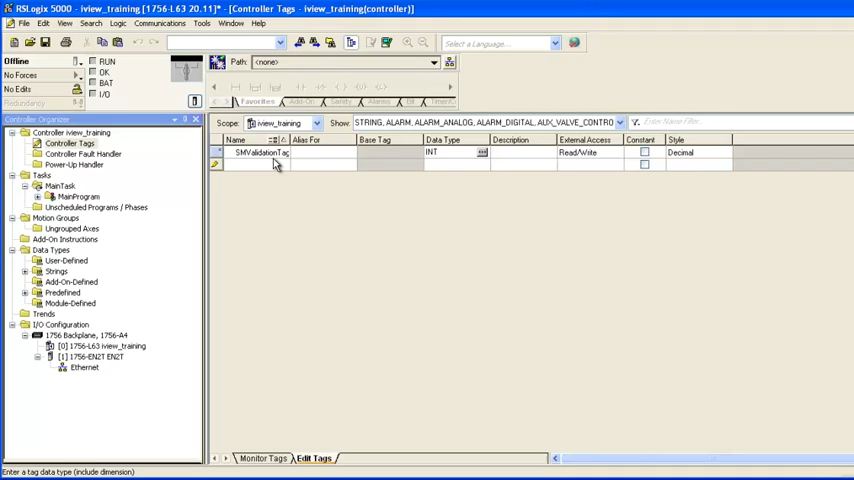 RSLogix 5000 - iview_training [1756-L63 20.11]* - [Controller Tags - iview_training(controller)]
File Edit View Search Logic Communications Tools Window Help
Select a Language...
Offline RUN
No Forces OK
No Edits BAT
No Redundancy I/O
Path: <none>
Favorites Add-On Safety Alarms Bit
Controller Organizer
Controller iview_training
Controller Tags
Controller Fault Handler
Power-Up Handler
Tasks
MainTask
MainProgram
Unscheduled Programs / Phases
Motion Groups
Ungrouped Axes
Add-On Instructions
Data Types
User-Defined
Strings
Add-On-Defined
Predefined
Module-Defined
Trends
I/O Configuration
1756 Backplane, 1756-A4
[0] 1756-L63 iview_training
[1] 1756-EN2T EN2T
Ethernet
Scope: iview_training Show: STRING, ALARM, ALARM_ANALOG, ALARM_DIGITAL, AUX_VALVE_CONTRO Enter Name Filter...
Name Alias For Base Tag Data Type Description External Access Constant Style
SMValidationTag INT Read/Write Decimal
Monitor Tags Edit Tags
Enter a tag data type (include dimension)